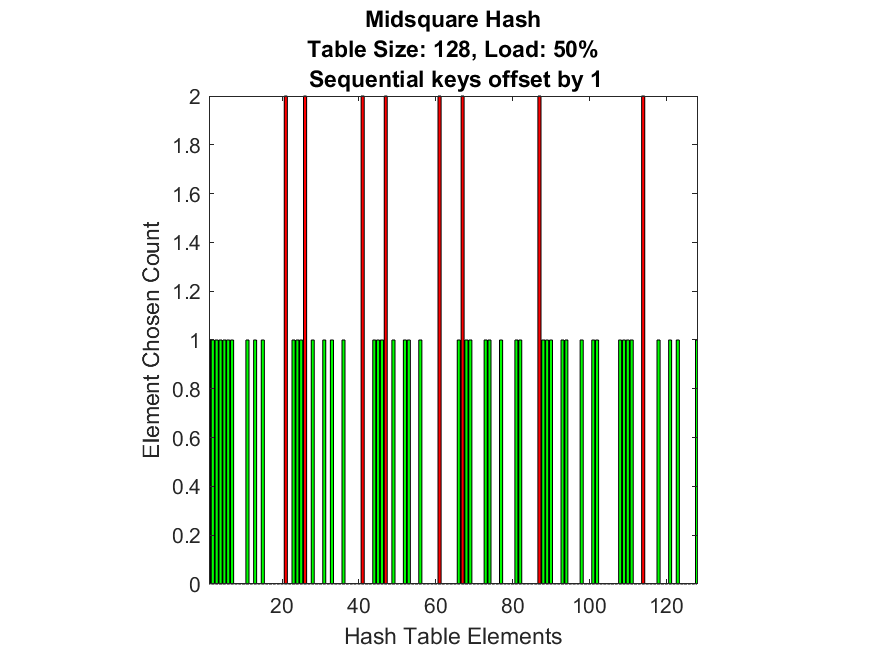 Midsquare Hash
Table Size: 128, Load: 50%
Sequential keys offset by 1
2
1.8
1.6
1.4
1.2
1
0.8
0.6
0.4
0.2
0
Element Chosen Count
20 40 60 80 100 120
Hash Table Elements